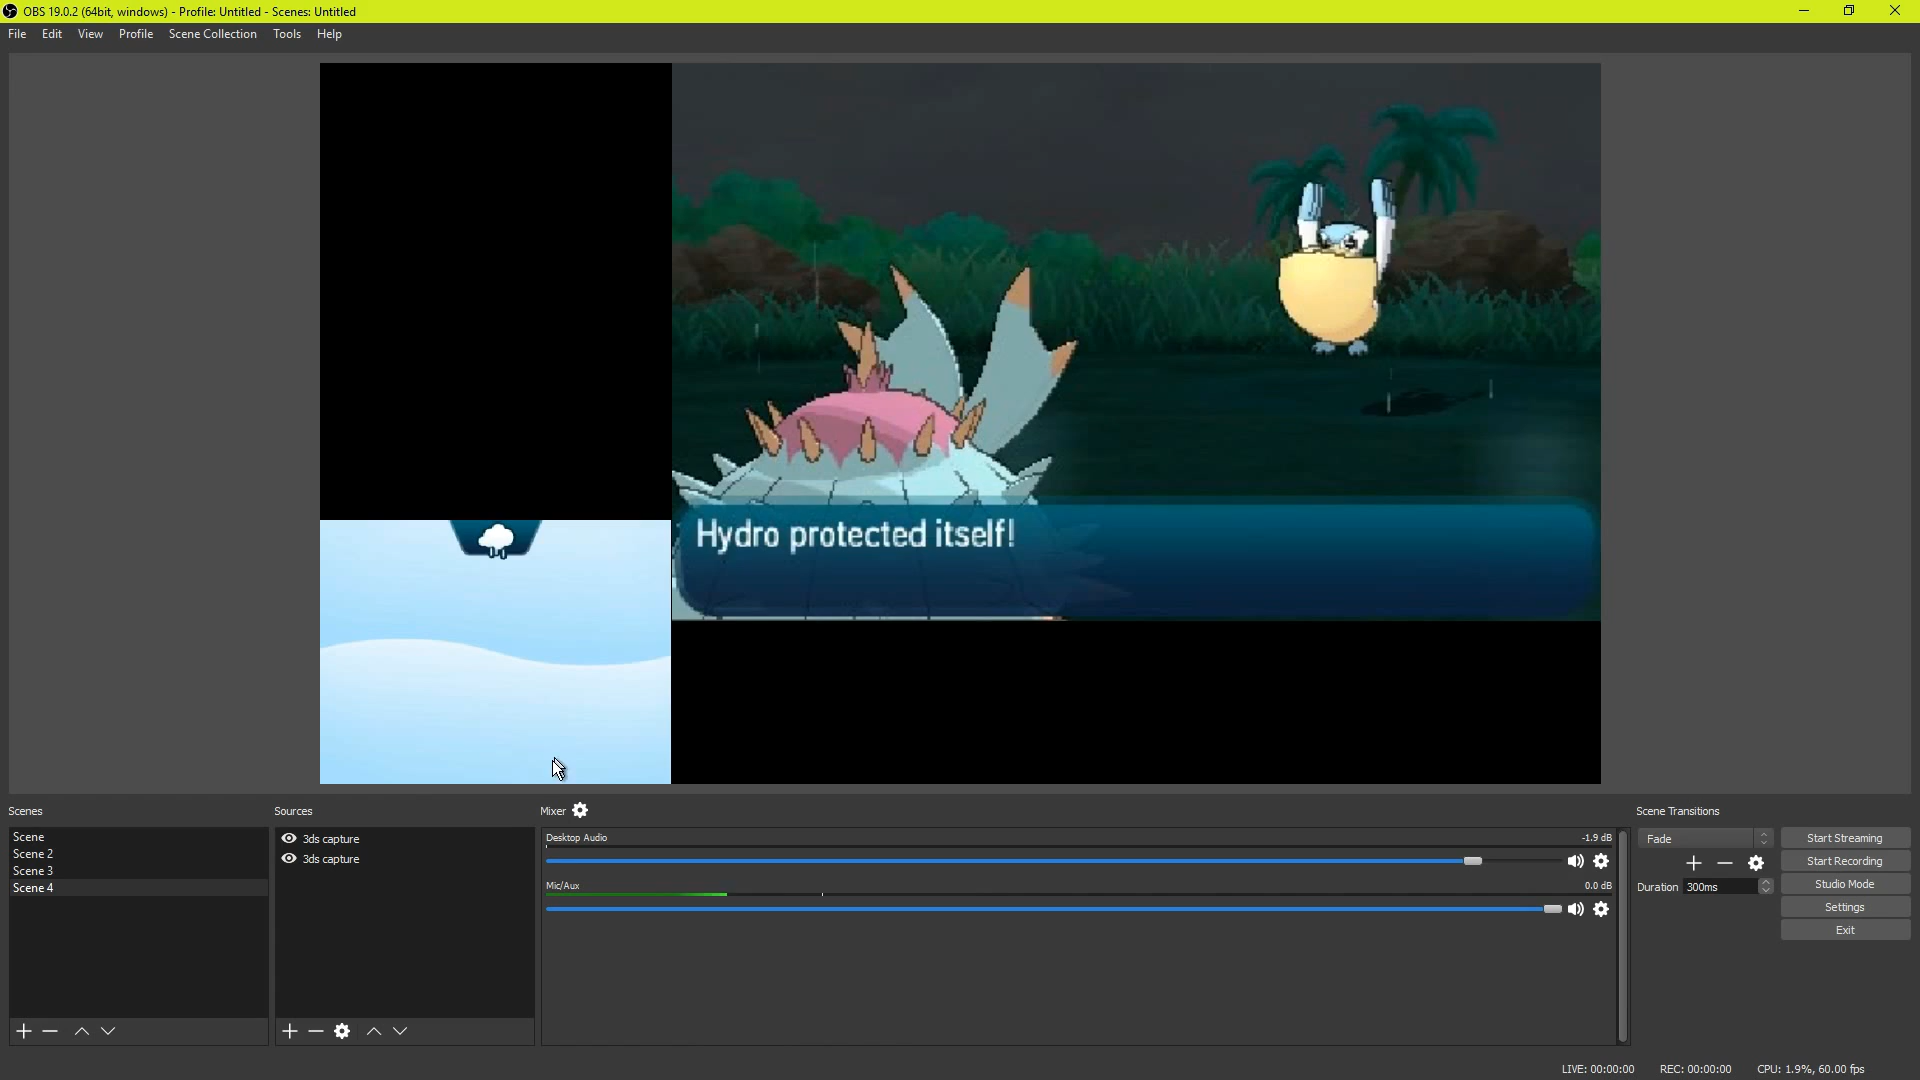 OBS 19.0.2 (64bit, windows) - Profile: Untitled - Scenes: Untitled
File Edit View Profile Scene Collection Tools Help
Hydro protected itself!
Scenes
Scene
Scene 2
Scene 3
Scene 4
Sources
3ds capture
3ds capture
Mixer
Desktop Audio -1.9 dB
Mic/Aux 0.0 dB
Scene Transitions
Fade
Duration 300ms
Start Streaming
Start Recording
Studio Mode
Settings
Exit
LIVE: 00:00:00 REC: 00:00:00 CPU: 1.9%, 60.00 fps